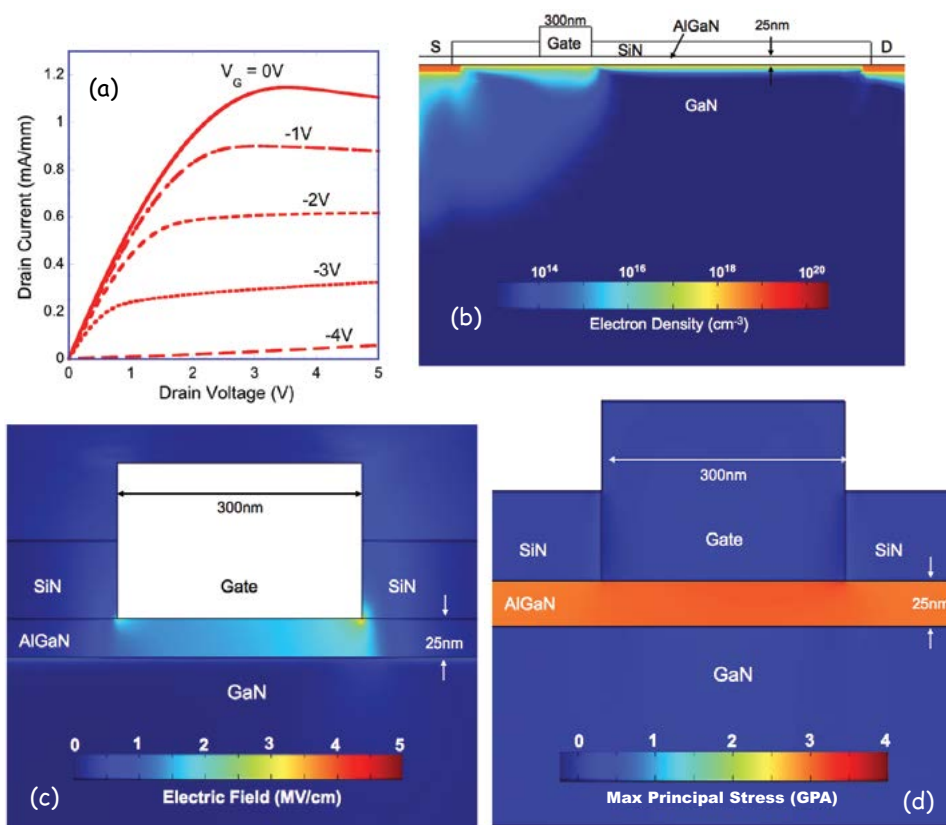 (a)
V_G = 0V
-1V
-2V
-3V
-4V
Drain Current (mA/mm)
1.2
1.0
0.8
0.6
0.4
0.2
0
0 1 2 3 4 5
Drain Voltage (V)
300nm
AlGaN
25nm
S
Gate
SiN
D
GaN
10^14 10^16 10^18 10^20
Electron Density (cm^-3)
(b)
300nm
SiN
Gate
SiN
AlGaN
25nm
GaN
0 1 2 3 4 5
Electric Field (MV/cm)
(c)
300nm
SiN
Gate
SiN
AlGaN
25nm
GaN
0 1 2 3 4
Max Principal Stress (GPA)
(d)